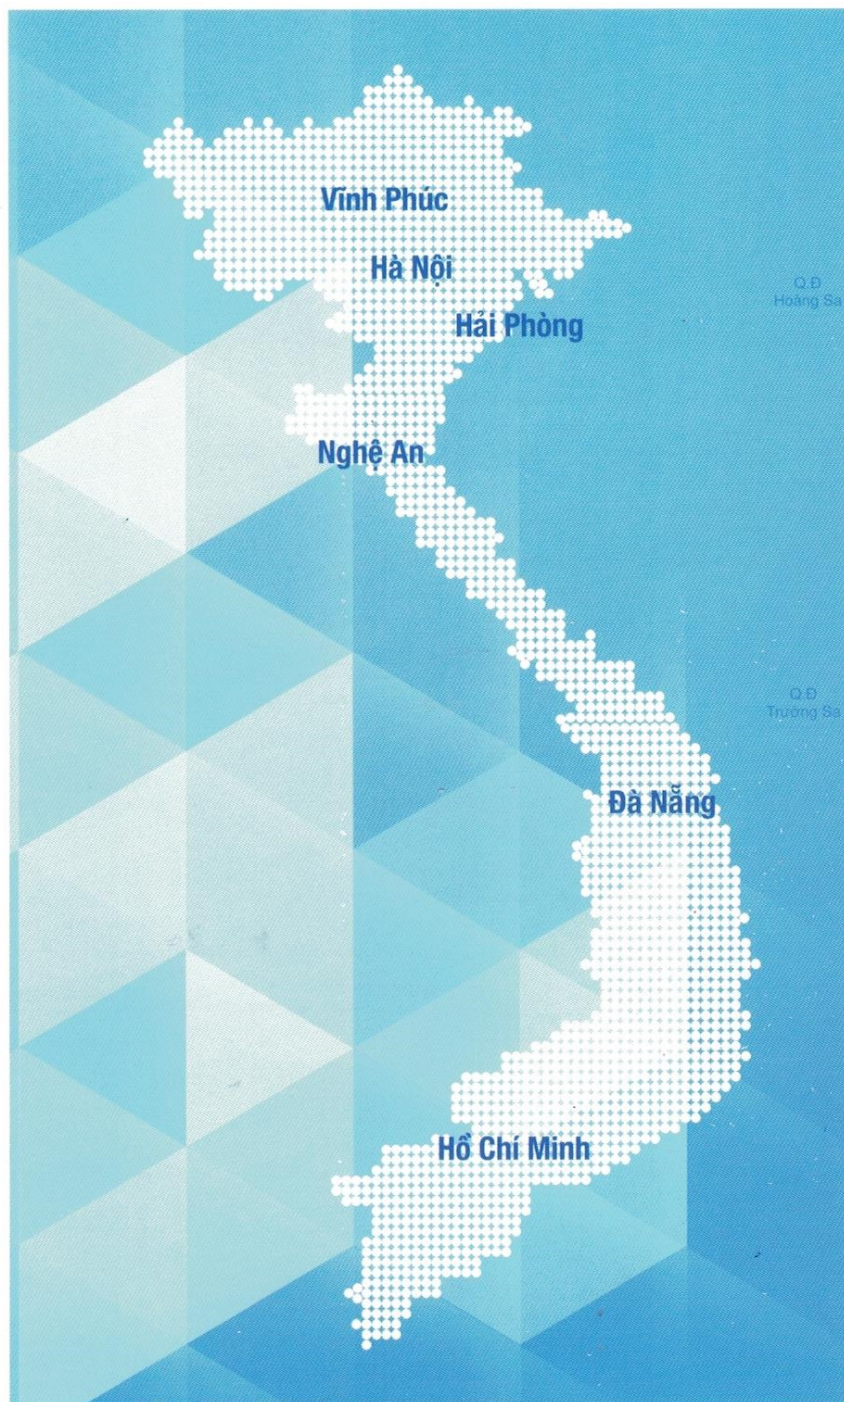 Vĩnh Phúc
Hà Nội
Q.Đ
Hoàng Sa
Hải Phòng
Nghệ An
Q.Đ
Trường Sa
Đà Nẵng
Hồ Chí Minh